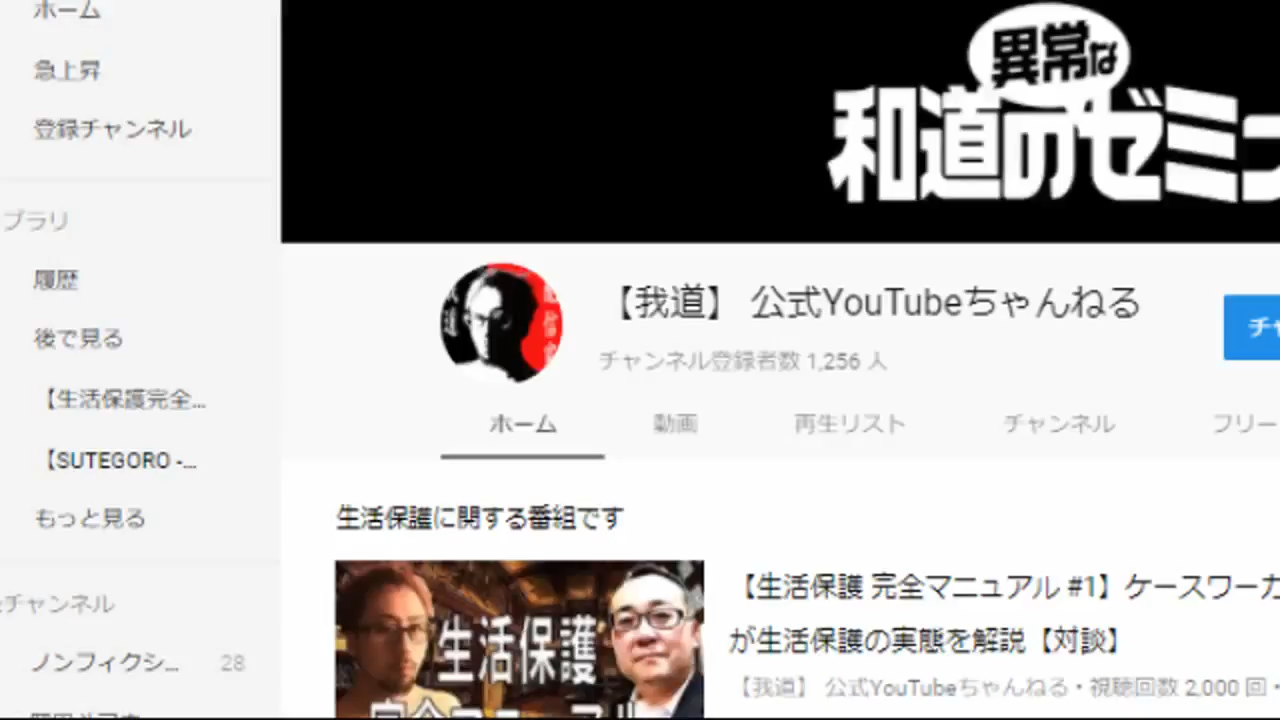 ホーム
急上昇
登録チャンネル
ブラリ
履歴
後で見る
【生活保護完全...
【SUTEGORO -...
もっと見る
チャンネル
ノンフィクシ... 28
異常な
和道のゼミ
【我道】 公式YouTubeちゃんねる
チャンネル登録者数 1,256 人
チ
ホーム 動画 再生リスト チャンネル フリー
生活保護に関する番組です
生活保護
完全マニュアル
【生活保護 完全マニュアル #1】ケースワーカ
が生活保護の実態を解説【対談】
【我道】 公式YouTubeちゃんねる・視聴回数 2,000 回・